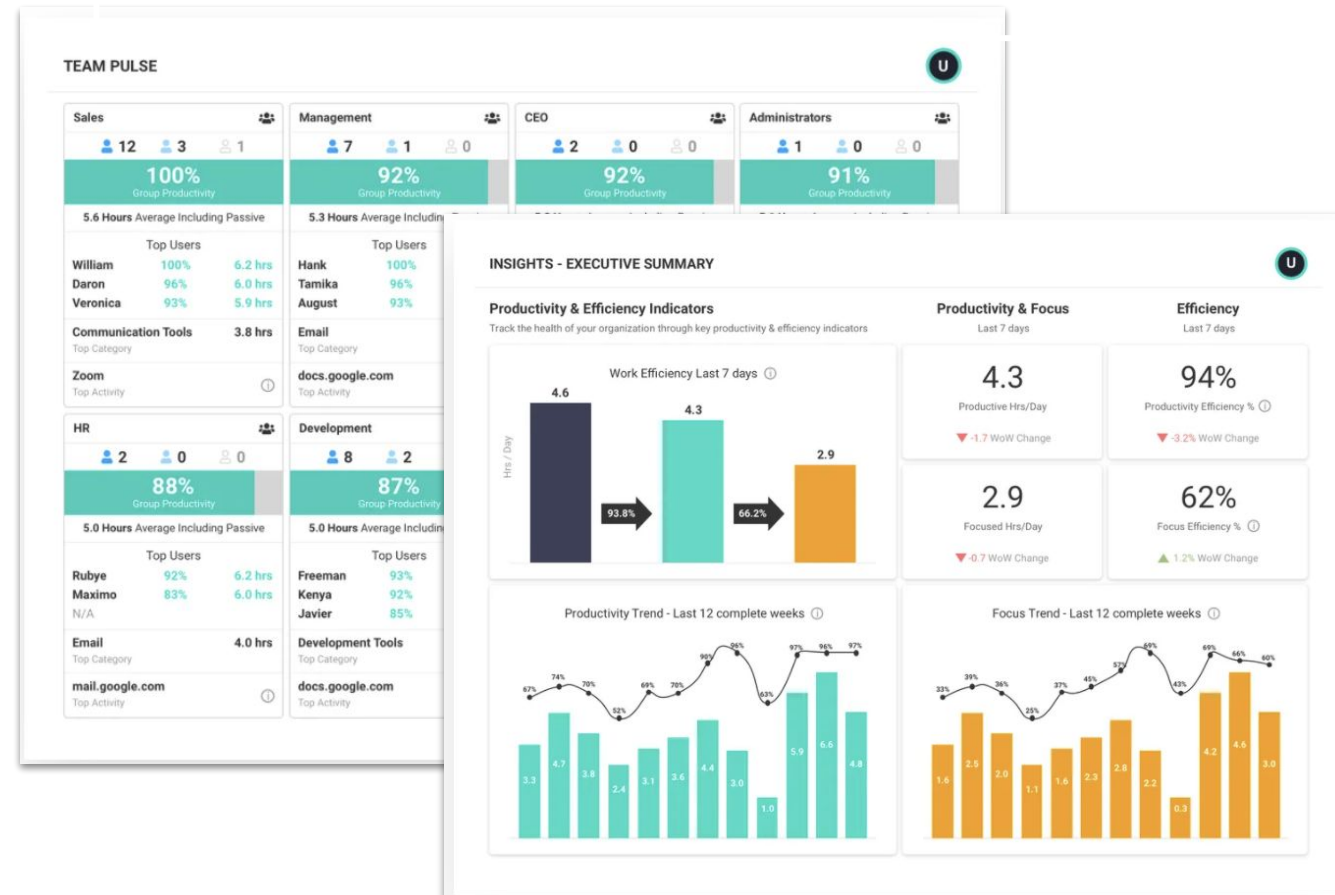 TEAM PULSE
U
Sales
Management
CEO
Administrators
12 3 1
7 1 0
2 0 0
1 0 0
100%
92%
92%
91%
Group Productivity
Group Productivity
Group Productivity
Group Productivity
5.6 Hours Average Including Passive
5.3 Hours Average Including
Top Users
William 100% 6.2 hrs
Daron 96% 6.0 hrs
Veronica 93% 5.9 hrs
Top Users
Hank 100%
Tamika 96%
August 93%
Communication Tools 3.8 hrs
Top Category
Email
Top Category
Zoom
Top Activity
docs.google.com
Top Activity
HR
Development
2 0 0
8 2
88%
87%
Group Productivity
Group Productivity
5.0 Hours Average Including Passive
5.0 Hours Average Including
Top Users
Rubye 92% 6.2 hrs
Maximo 83% 6.0 hrs
N/A
Top Users
Freeman 93%
Kenya 92%
Javier 85%
Email 4.0 hrs
Top Category
Development Tools
Top Category
mail.google.com
Top Activity
docs.google.com
Top Activity
INSIGHTS - EXECUTIVE SUMMARY
U
Productivity & Efficiency Indicators
Track the health of your organization through key productivity & efficiency indicators
Productivity & Focus
Last 7 days
Efficiency
Last 7 days
Work Efficiency Last 7 days
Hrs / Day
4.6
4.3
2.9
93.8%
66.2%
4.3
Productive Hrs/Day
-1.7 WoW Change
94%
Productivity Efficiency %
-3.2% WoW Change
2.9
Focused Hrs/Day
-0.7 WoW Change
62%
Focus Efficiency %
1.2% WoW Change
Productivity Trend - Last 12 complete weeks
67% 74% 70% 52% 69% 70% 90% 96% 63% 97% 96% 97%
3.3 4.7 3.8 2.4 3.1 3.6 4.4 3.0 1.0 5.9 6.6 4.8
Focus Trend - Last 12 complete weeks
33% 39% 36% 25% 37% 45% 57% 69% 43% 69% 66% 60%
1.6 2.5 2.0 1.1 1.6 2.3 2.8 2.2 0.3 4.2 4.6 3.0